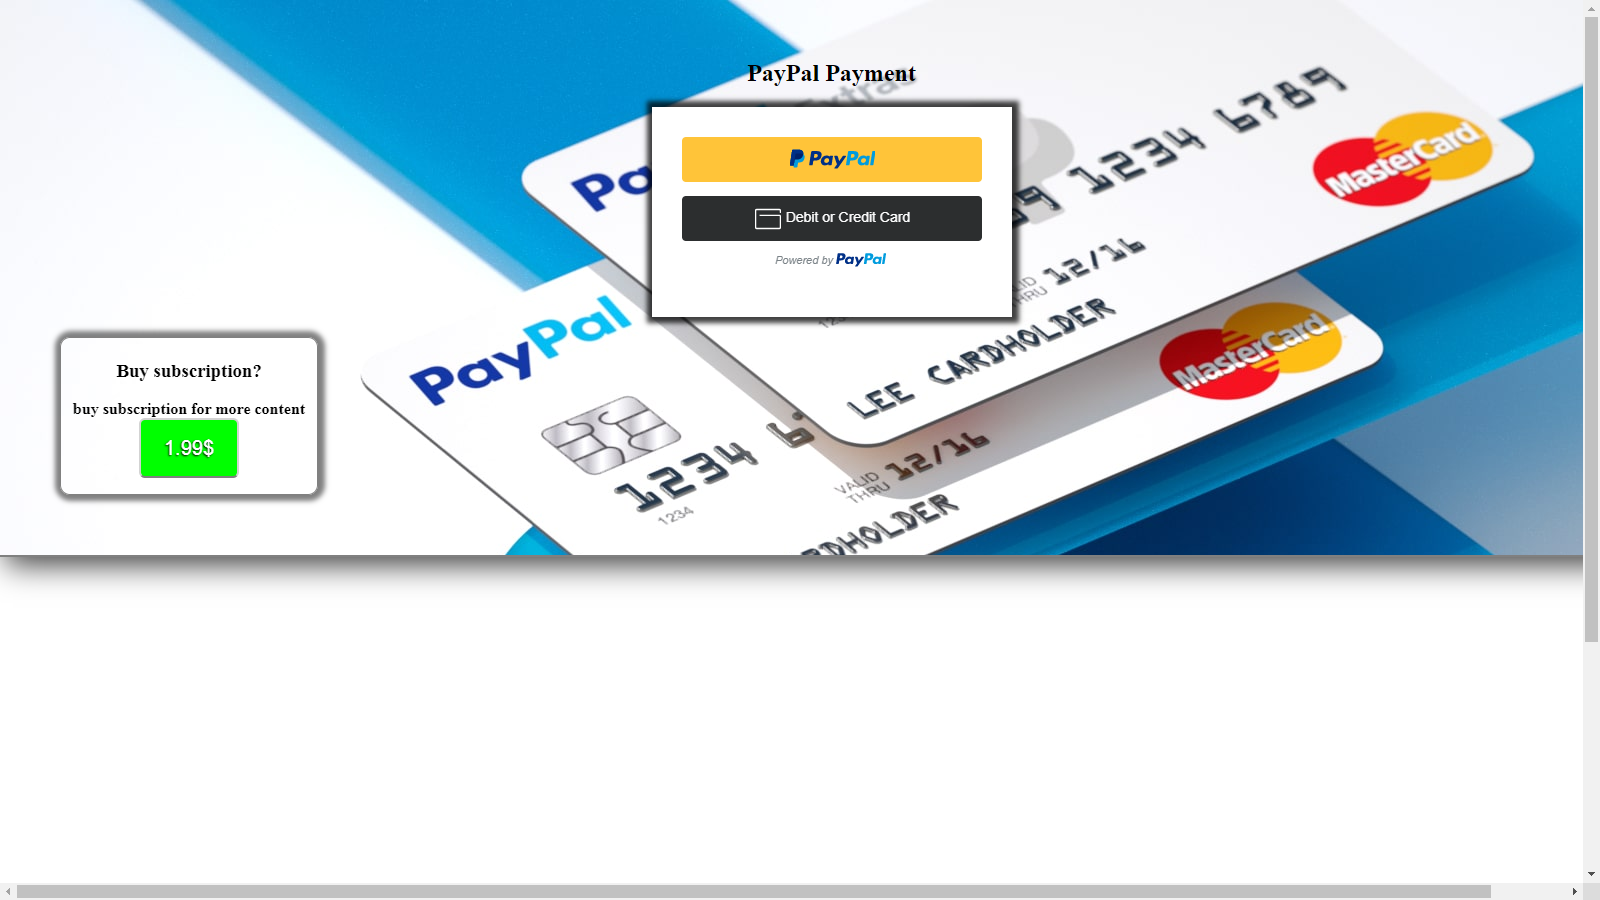 PayPal Payment
PayPal
Debit or Credit Card
Powered by PayPal
Extras
1234 6789
MasterCard
VALID THRU 12/16
LEE CARDHOLDER
PayPal
MasterCard
1234 6
1234
VALID THRU 12/16
RDHOLDER
Buy subscription?
buy subscription for more content
1.99$